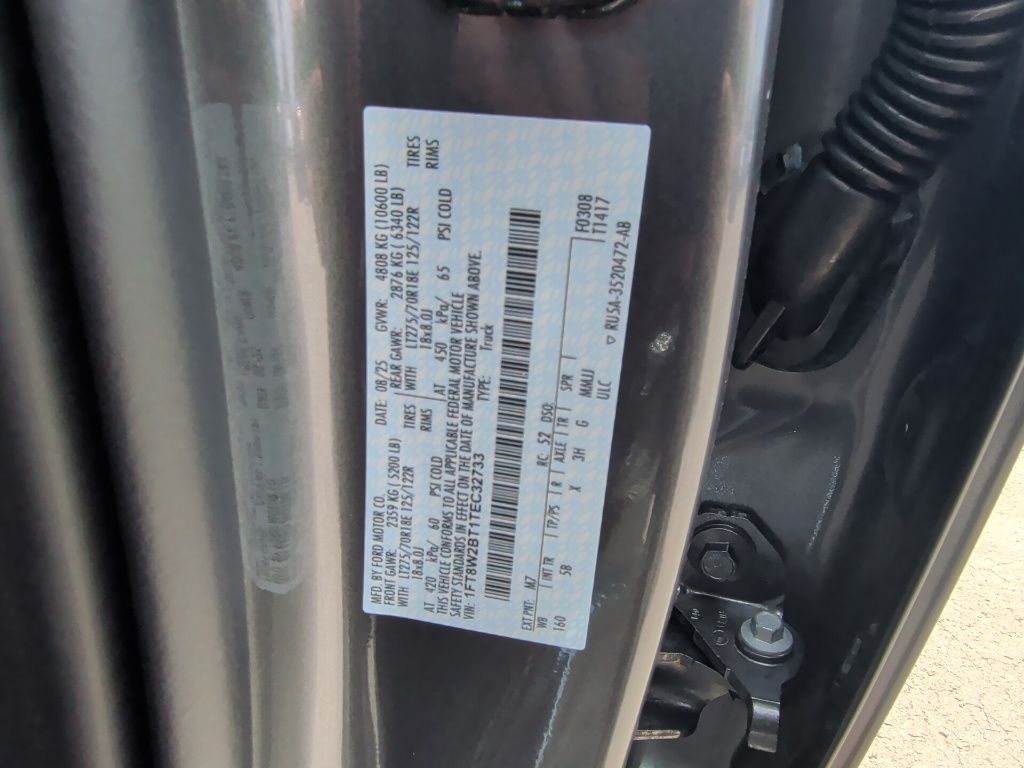 MFD. BY FORD MOTOR CO.
DATE: 08/25
GVWR: 4808 KG (10600 LB)
FRONT GAWR: 2359 KG ( 5200 LB)
REAR GAWR: 2876 KG ( 6340 LB)
WITH LT275/70R18E 125/122R TIRES
WITH LT275/70R18E 125/122R TIRES
18x8.0J RIMS
18x8.0J RIMS
AT 420 kPa/ 60 PSI COLD
AT 450 kPa/ 65 PSI COLD
THIS VEHICLE CONFORMS TO ALL APPLICABLE FEDERAL MOTOR VEHICLE
SAFETY STANDARDS IN EFFECT ON THE DATE OF MANUFACTURE SHOWN ABOVE.
VIN: 1FT8W2BT1TEC32733
TYPE: Truck
EXT PNT: M7 RC: 52 DSO: F0308
WB | INT TR | TP/PS | R | AXLE | TR | SPR | T1417
160 5B X 3H G MMJJ
ULC
▽ RU5A-3520472-AB